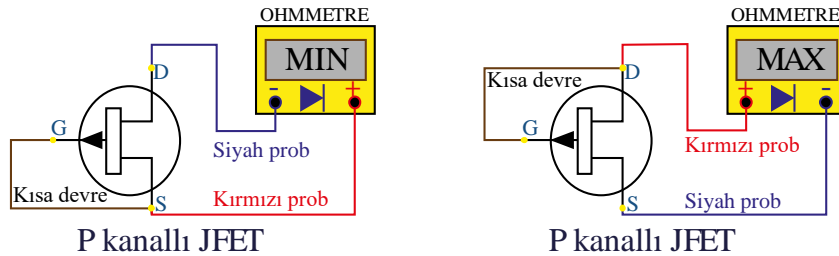 OHMMETRE
MIN
- +
D
G
Siyah prob
Kısa devre
Kırmızı prob
S
P kanallı JFET
OHMMETRE
MAX
+ -
D
Kısa devre
G
Kırmızı prob
Siyah prob
S
P kanallı JFET